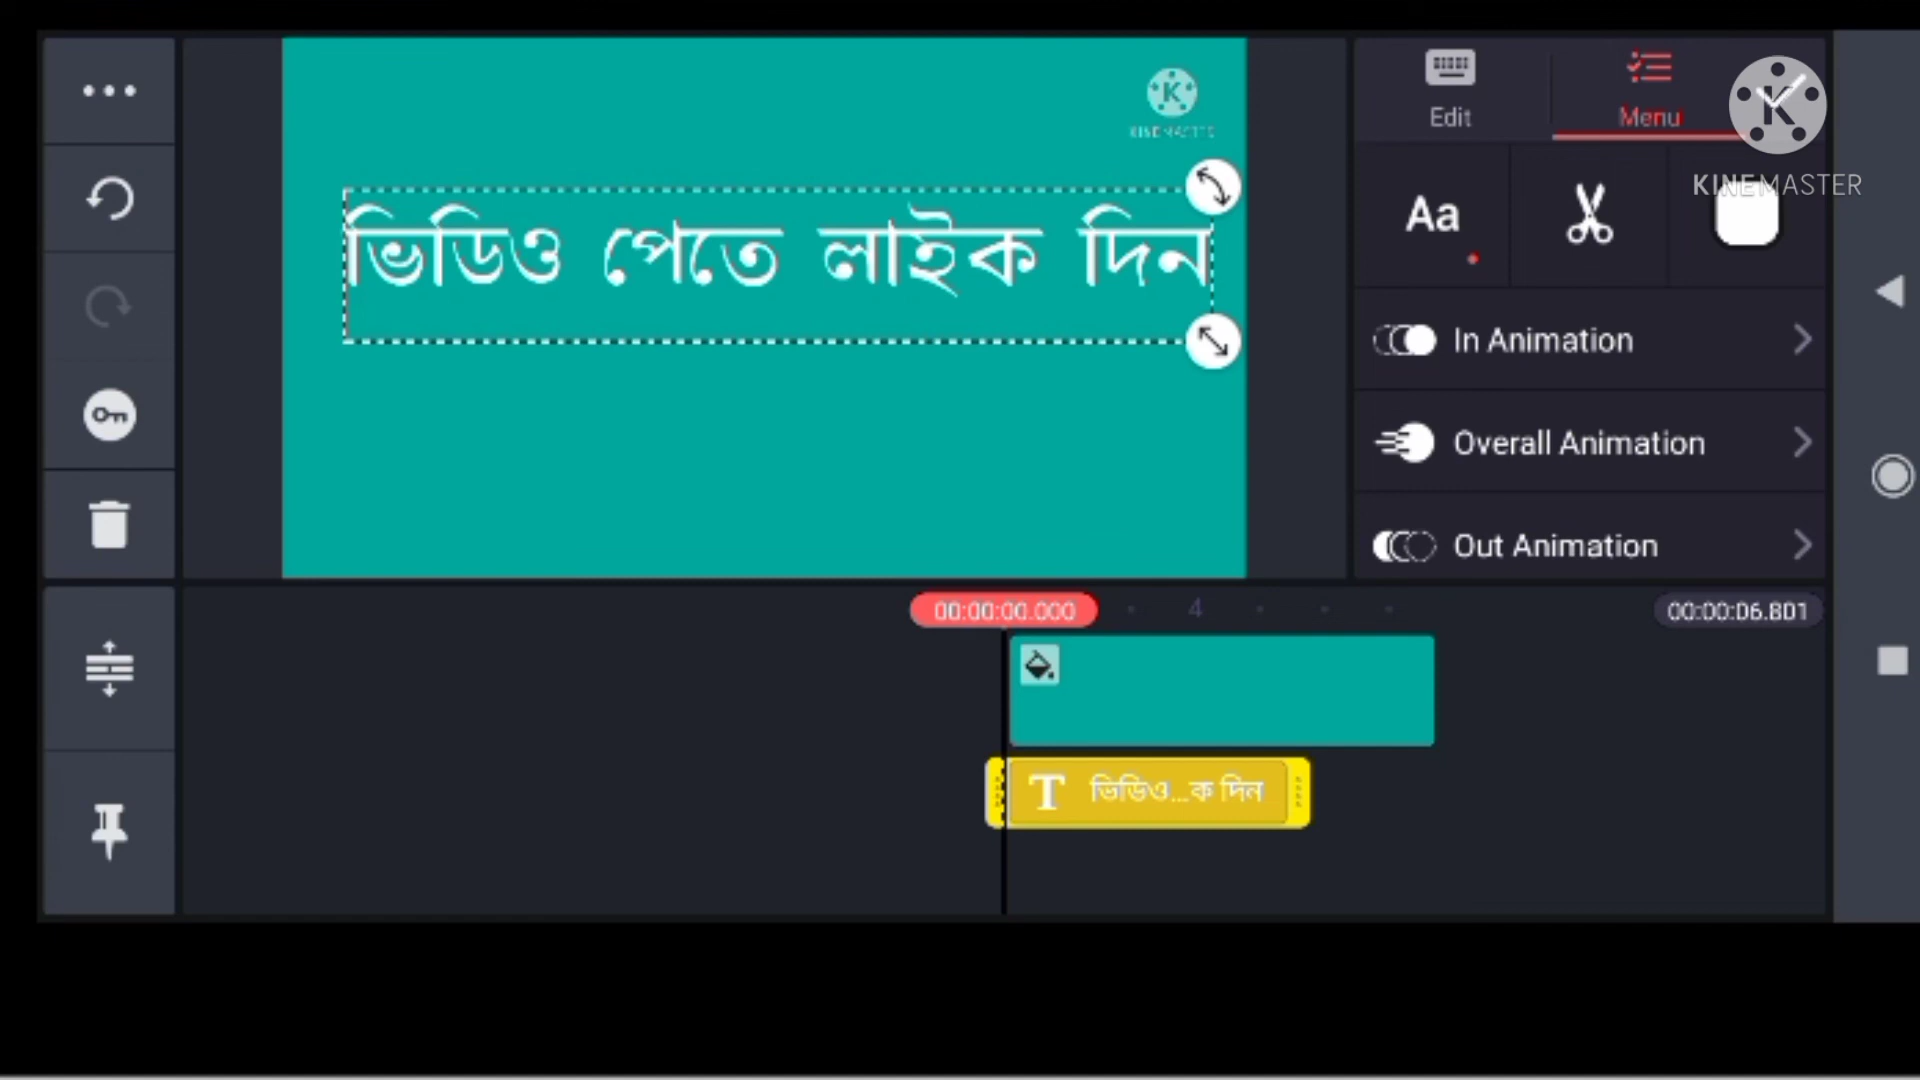 Edit
Menu
KINEMASTER
KINEMASTER
ভিডিও পেতে লাইক দিন
Aa
In Animation
Overall Animation
Out Animation
00:00:00.000
4
00:00:06.801
T ভিডিও...ক দিন